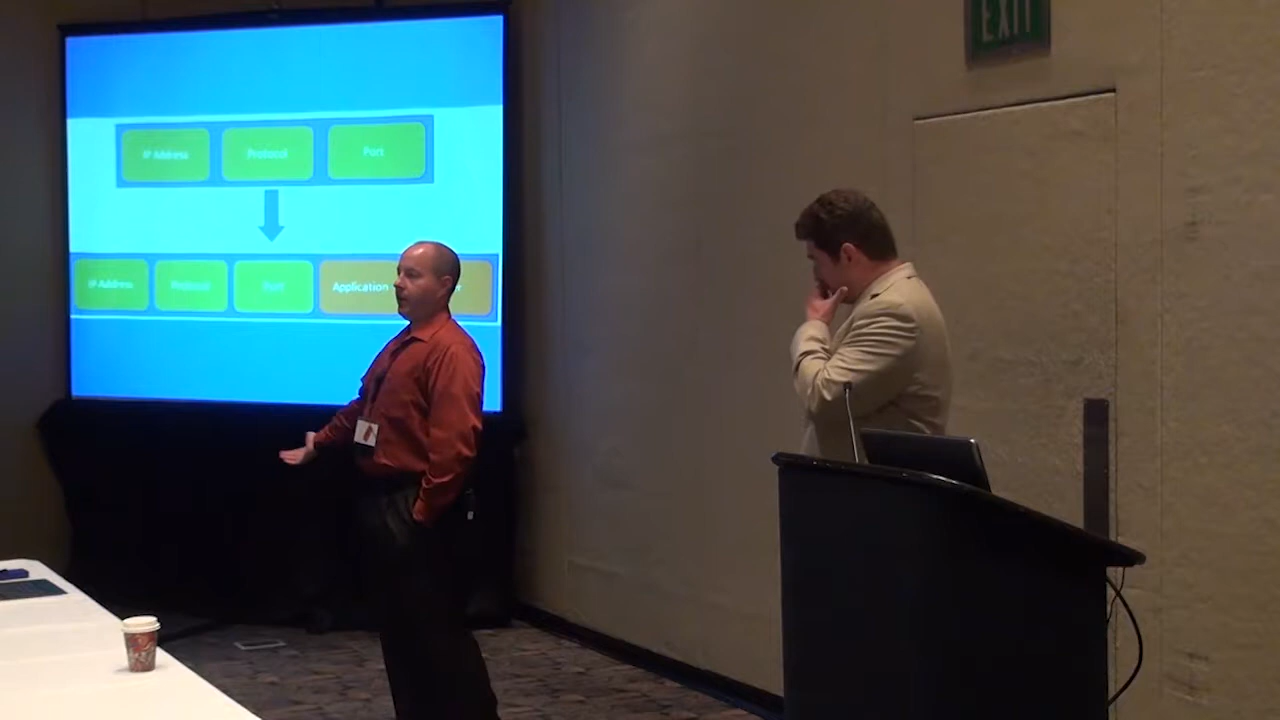 EXIT
IP Address
Protocol
Port
IP Address
Protocol
Port
Application